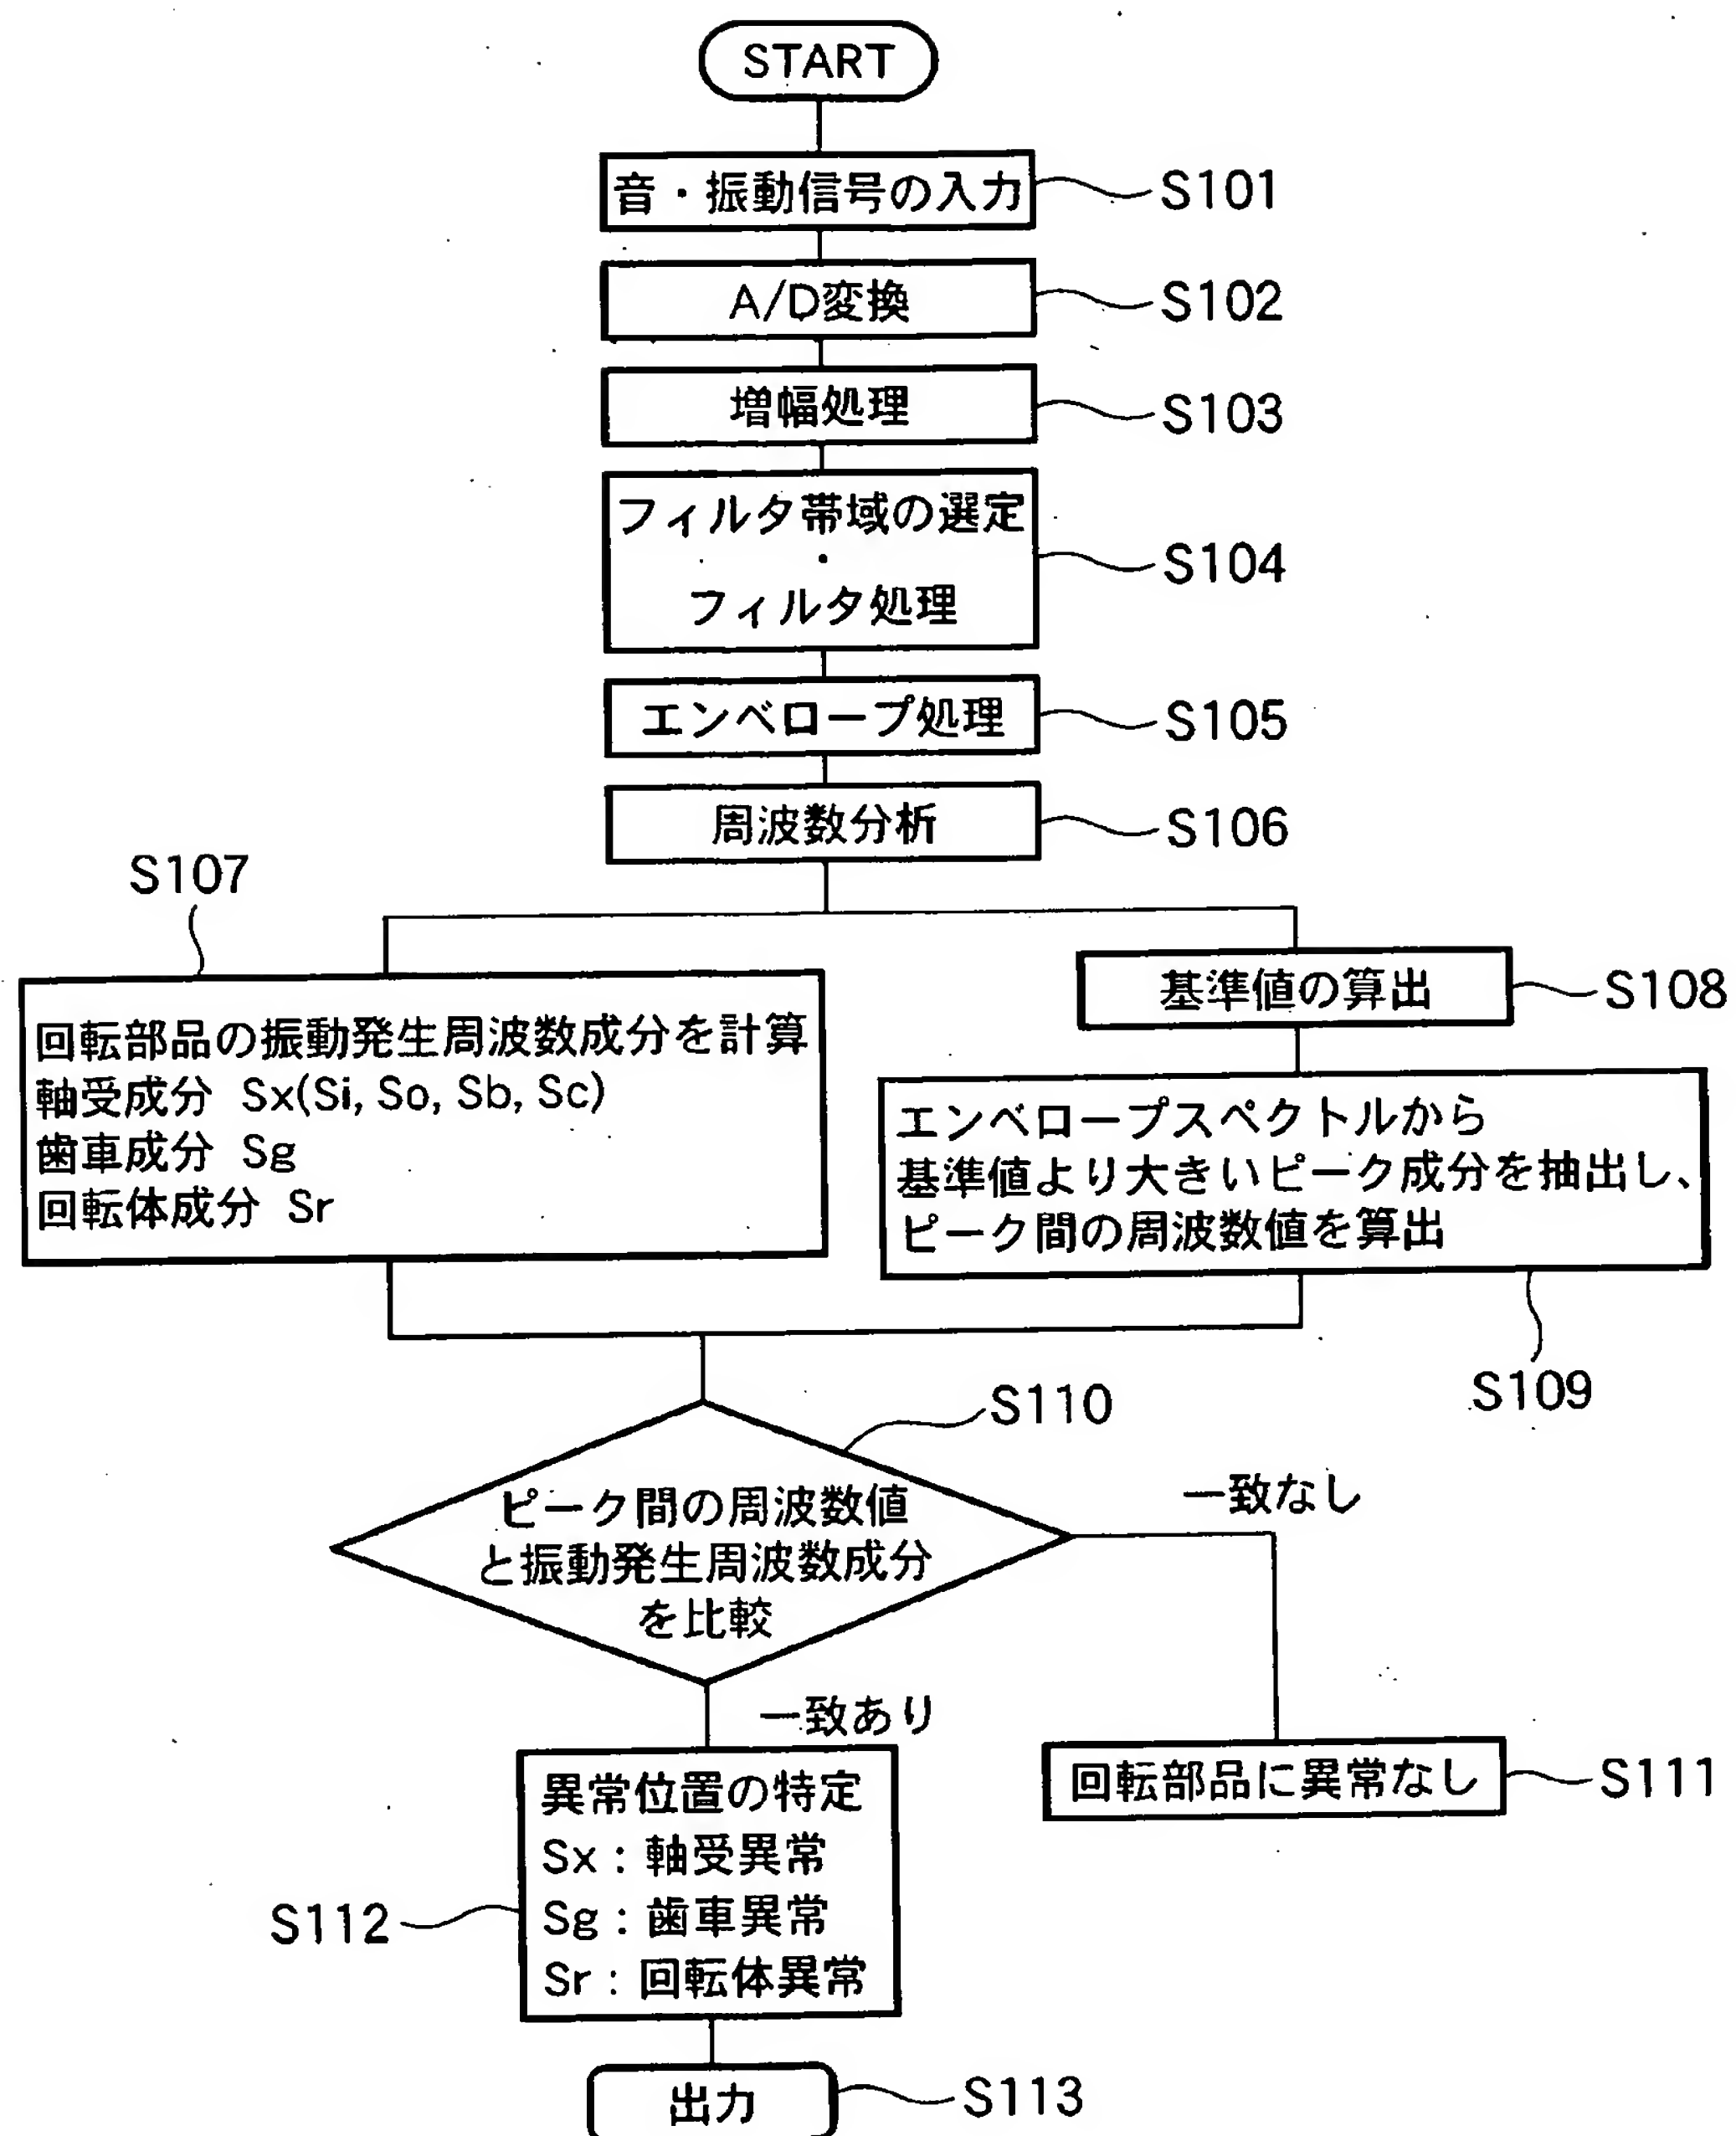 START
音・振動信号の入力
S101
A/D変換
S102
増幅処理
S103
フィルタ帯域の選定
・
フィルタ処理
S104
エンベロープ処理
S105
周波数分析
S106
S107
回転部品の振動発生周波数成分を計算
軸受成分 Sx(Si, So, Sb, Sc)
歯車成分 Sg
回転体成分 Sr
基準値の算出
S108
エンベロープスペクトルから
基準値より大きいピーク成分を抽出し、
ピーク間の周波数値を算出
S109
S110
ピーク間の周波数値
と振動発生周波数成分
を比較
一致なし
一致あり
回転部品に異常なし
S111
異常位置の特定
Sx : 軸受異常
Sg : 歯車異常
Sr : 回転体異常
S112
出力
S113